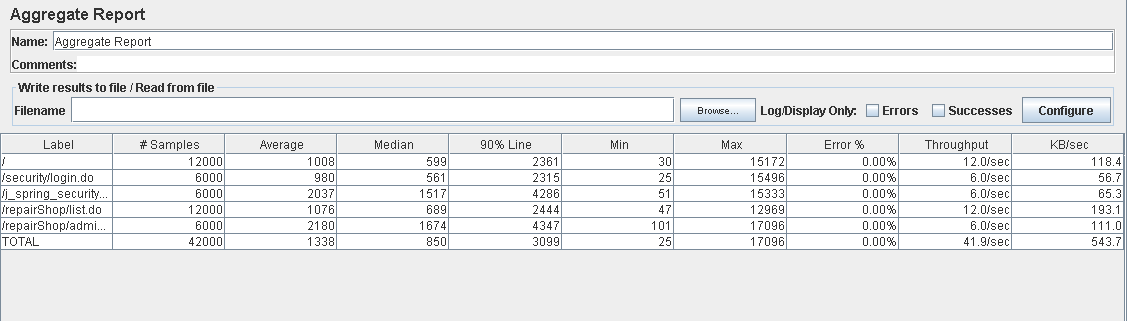 Aggregate Report
Name: Aggregate Report
Comments:
Write results to file / Read from file
Filename Browse... Log/Display Only: Errors Successes Configure
Label # Samples Average Median 90% Line Min Max Error % Throughput KB/sec
/ 12000 1008 599 2361 30 15172 0.00% 12.0/sec 118.4
/security/login.do 6000 980 561 2315 25 15496 0.00% 6.0/sec 56.7
/j_spring_security... 6000 2037 1517 4286 51 15333 0.00% 6.0/sec 65.3
/repairShop/list.do 12000 1076 689 2444 47 12969 0.00% 12.0/sec 193.1
/repairShop/admi... 6000 2180 1674 4347 101 17096 0.00% 6.0/sec 111.0
TOTAL 42000 1338 850 3099 25 17096 0.00% 41.9/sec 543.7